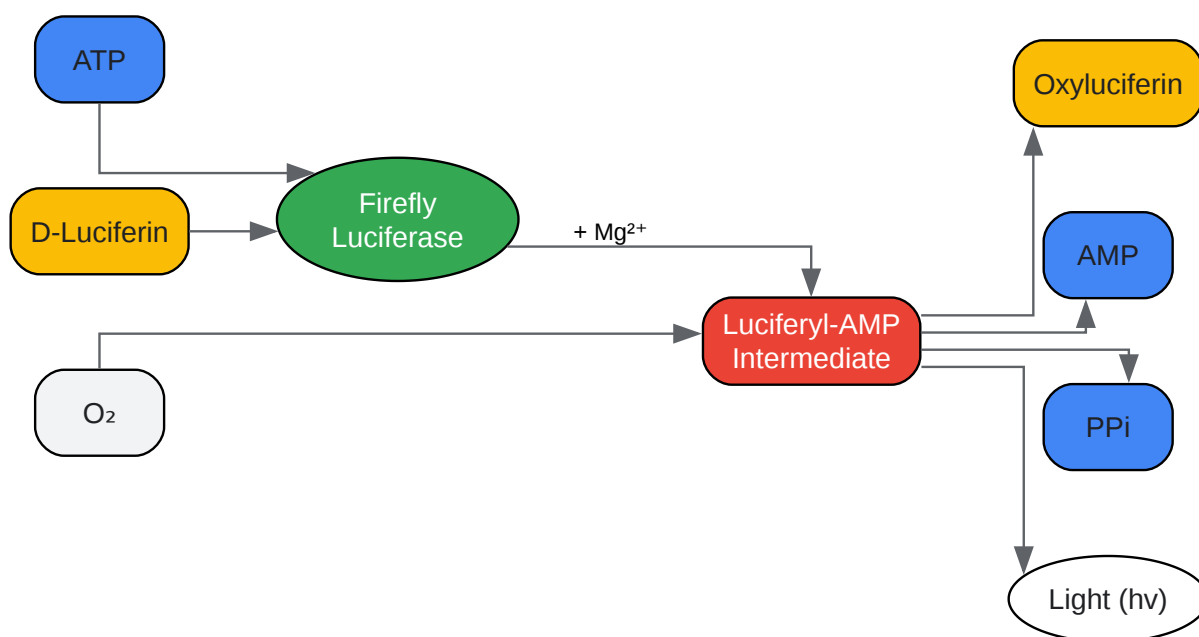 ATP
Oxyluciferin
D-Luciferin
Firefly
Luciferase
+ Mg²⁺
AMP
Luciferyl-AMP
Intermediate
O₂
PPi
Light (hv)